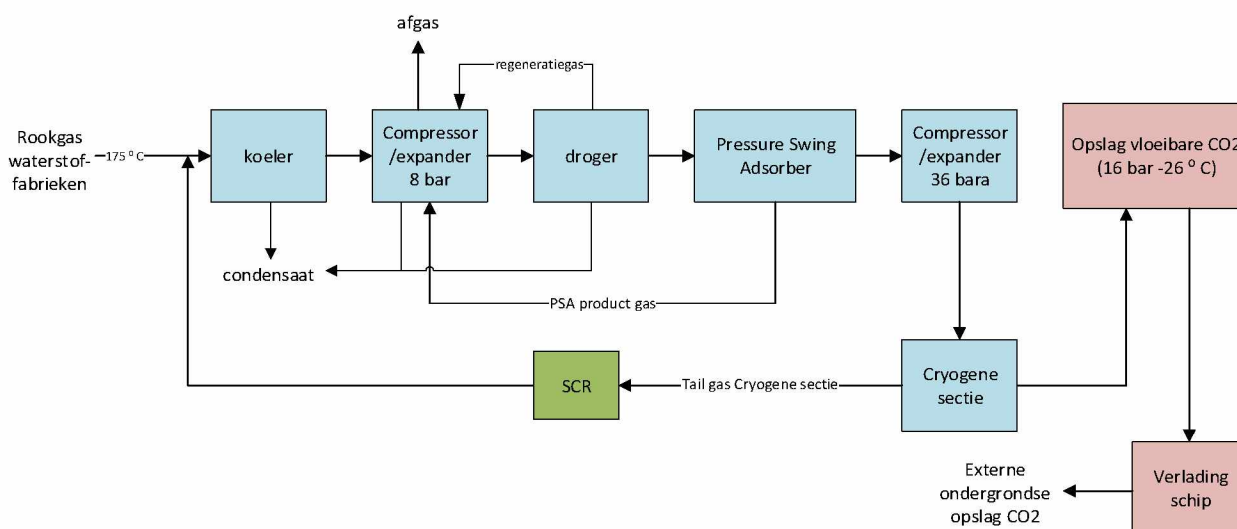 afgas
regeneratiegas
Rookgas
waterstof-
fabrieken
175 ° C
koeler
Compressor
/expander
8 bar
droger
Pressure Swing
Adsorber
Compressor
/expander
36 bara
Opslag vloeibare CO2
(16 bar -26 ° C)
condensaat
PSA product gas
SCR
Tail gas Cryogene sectie
Cryogene
sectie
Externe
ondergrondse
opslag CO2
Verlading
schip